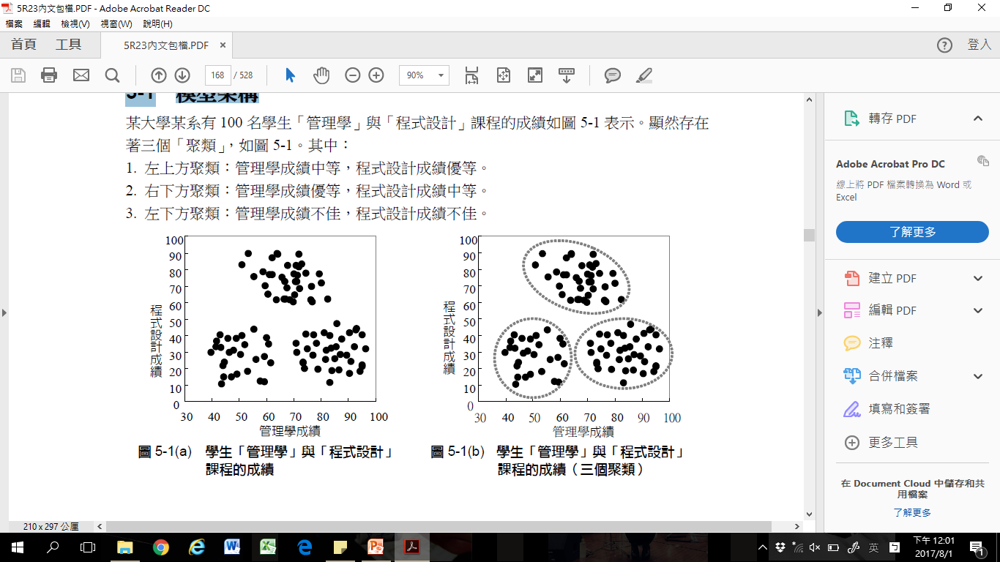 5R23內文包檔.PDF - Adobe Acrobat Reader DC
檔案 編輯 檢視(V) 視窗(W) 說明(H)
首頁 工具 5R23內文包檔.PDF × ? 登入
168 / 528 90%
5-1 模型架構
某大學某系有 100 名學生「管理學」與「程式設計」課程的成績如圖 5-1 表示。顯然存在
著三個「聚類」，如圖 5-1。其中：
1. 左上方聚類：管理學成績中等，程式設計成績優等。
2. 右下方聚類：管理學成績優等，程式設計成績中等。
3. 左下方聚類：管理學成績不佳，程式設計成績不佳。
100
90
80
70
60
50
40
30
20
10
0
程式設計成績
30 40 50 60 70 80 90 100
管理學成績
圖 5-1(a) 學生「管理學」與「程式設計」
課程的成績
100
90
80
70
60
50
40
30
20
10
0
程式設計成績
30 40 50 60 70 80 90 100
管理學成績
圖 5-1(b) 學生「管理學」與「程式設計」
課程的成績（三個聚類）
210 x 297 公厘
轉存 PDF
Adobe Acrobat Pro DC
線上將 PDF 檔案轉換為 Word 或
Excel
了解更多
建立 PDF
編輯 PDF
注釋
合併檔案
填寫和簽署
更多工具
在 Document Cloud 中儲存和共
用檔案
了解更多
英
下午 12:01
2017/8/1
1